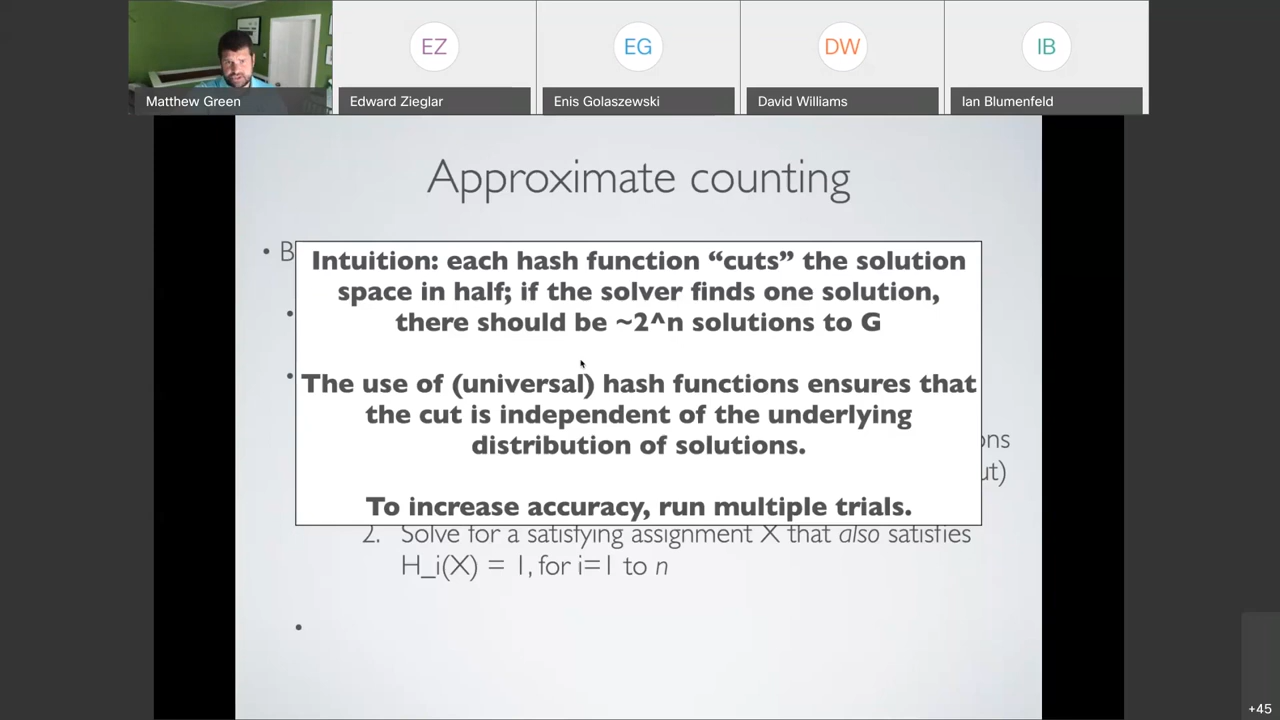 EZ
EG
DW
IB
Matthew Green
Edward Zieglar
Enis Golaszewski
David Williams
Ian Blumenfeld
Approximate counting
• B
Intuition: each hash function “cuts” the solution
space in half; if the solver finds one solution,
there should be ~2^n solutions to G
•
•
The use of (universal) hash functions ensures that
the cut is independent of the underlying
distribution of solutions.
ons
ut)
To increase accuracy, run multiple trials.
2. Solve for a satisfying assignment X that also satisfies
H_i(X) = 1, for i=1 to n
•
+45